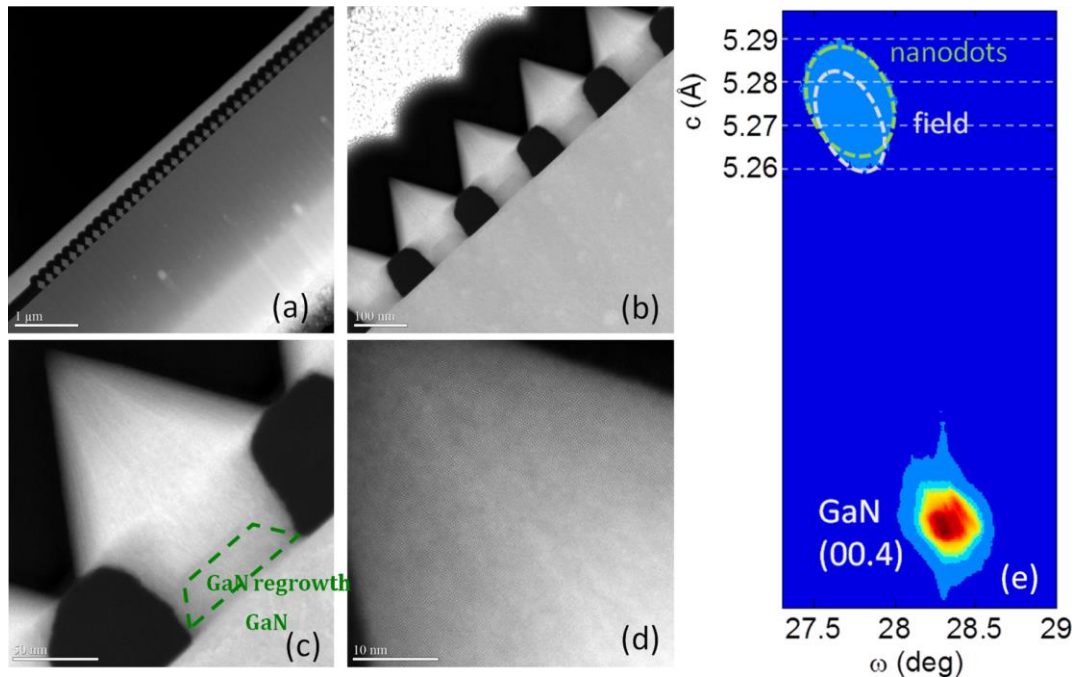 (a)
1 µm
(b)
100 nm
GaN regrowth
GaN
(c)
50 nm
(d)
10 nm
c (Å)
5.29
5.28
5.27
5.26
nanodots
field
GaN
(00.4)
(e)
27.5 28 28.5 29
ω (deg)